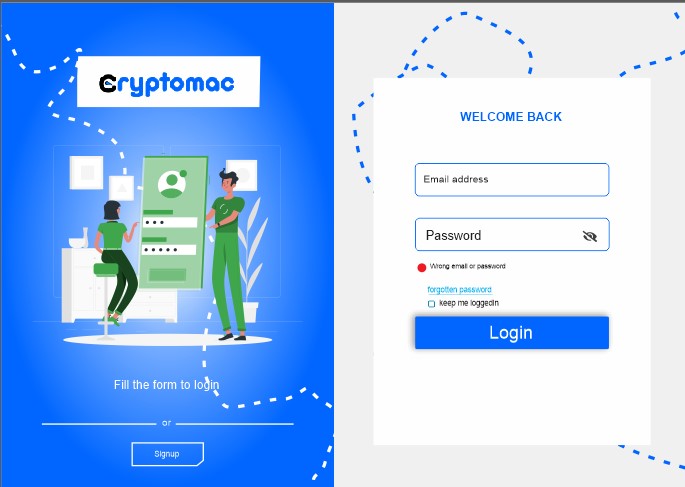 Cryptomac
Fill the form to login
or
Signup
WELCOME BACK
Email address
Password
Wrong email or password
forgotten password
keep me loggedin
Login